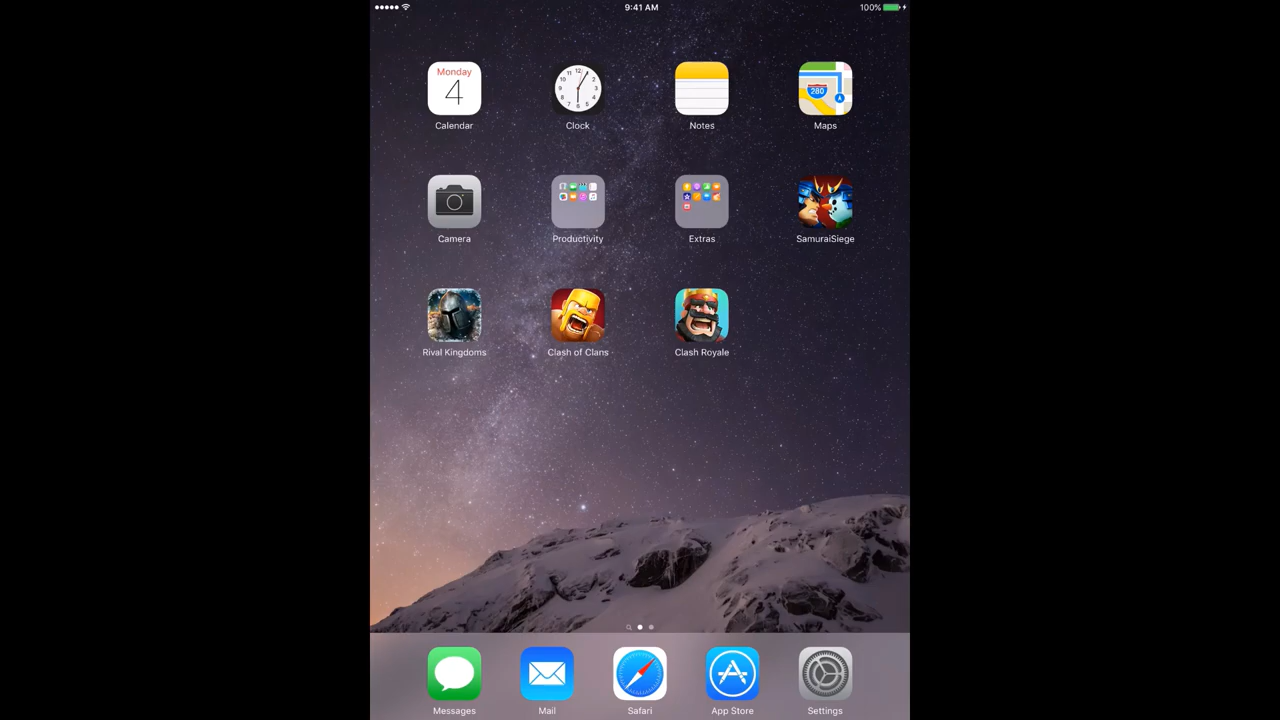 9:41 AM
100%
Monday
4
Calendar
Clock
Notes
280
Maps
Camera
Productivity
Extras
SamuraiSiege
Rival Kingdoms
Clash of Clans
Clash Royale
Messages
Mail
Safari
App Store
Settings